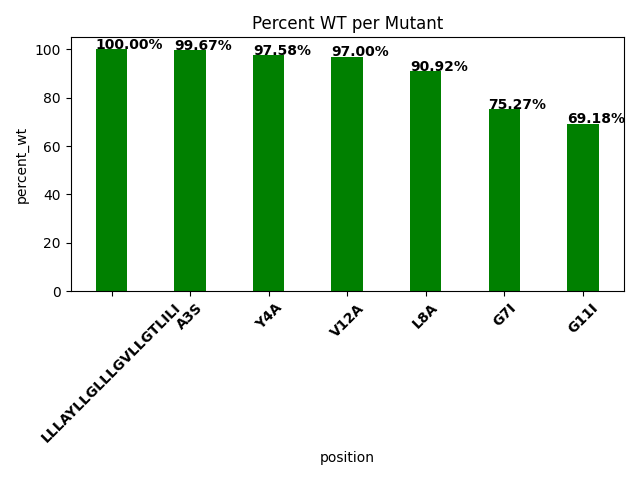 Percent WT per Mutant
100.00% 99.67% 97.58% 97.00% 90.92% 75.27% 69.18%
percent_wt
100
80
60
40
20
0
LLLAYLLGLLLGVLLGTLILI A3S Y4A V12A L8A G7I G11I
position